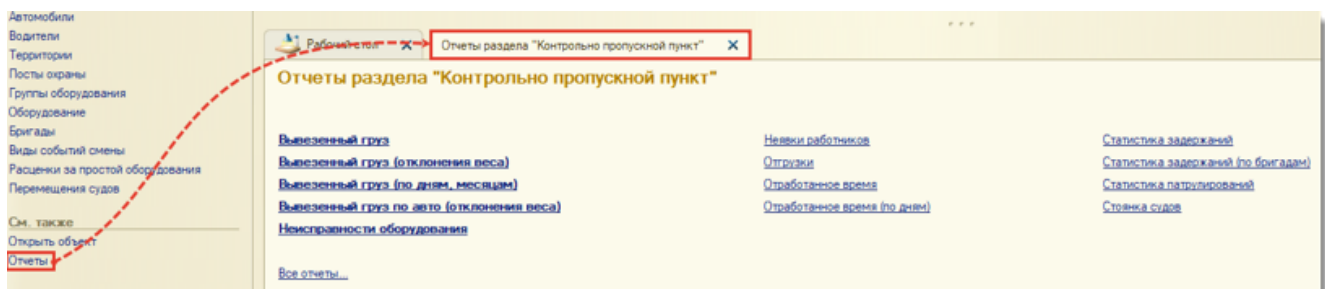 Автомобили
Водители
Территории
Посты охраны
Группы оборудования
Оборудование
Бригады
Виды событий смены
Расценки за простой оборудования
Перемещения судов
См. также
Открыть объект
Отчеты
Рабочий стол
Отчеты раздела "Контрольно пропускной пункт"
Отчеты раздела "Контрольно пропускной пункт"
Вывезенный груз
Вывезенный груз (отклонения веса)
Вывезенный груз (по дням, месяцам)
Вывезенный груз по авто (отклонения веса)
Неисправности оборудования
Все отчеты...
Неявки работников
Отгрузки
Отработанное время
Отработанное время (по дням)
Статистика задержаний
Статистика задержаний (по бригадам)
Статистика патрулирований
Стоянка судов